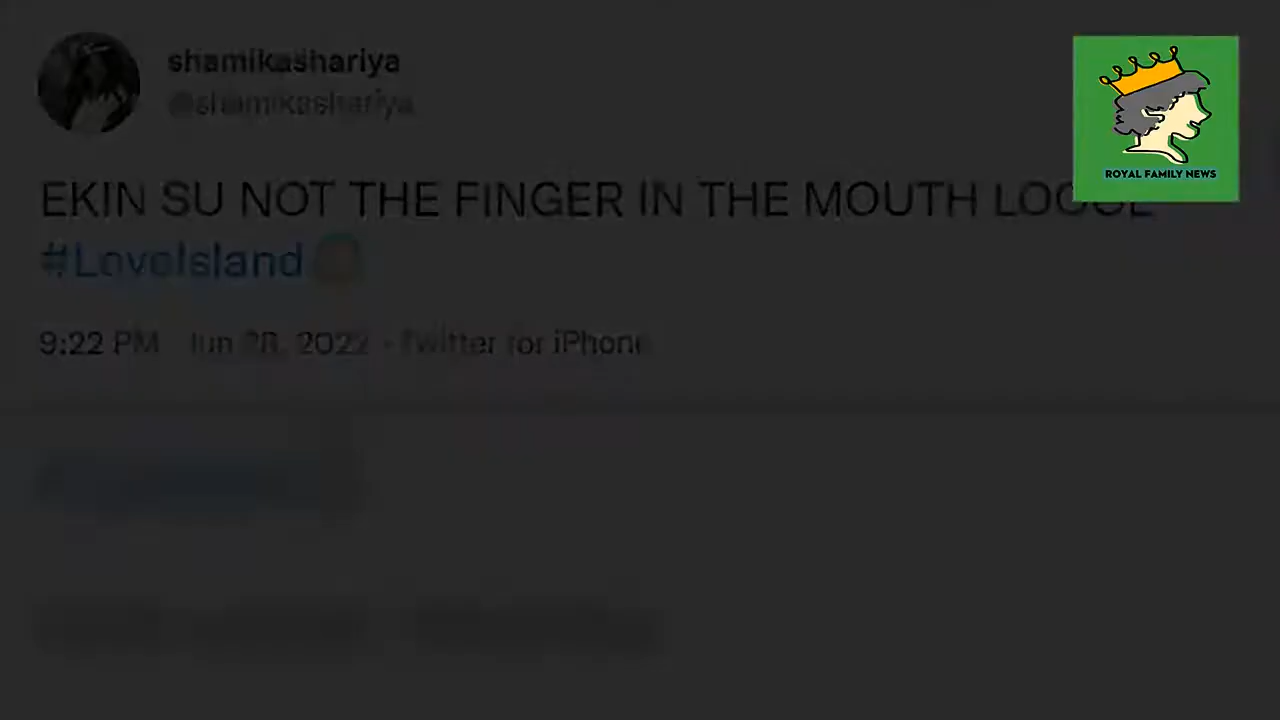 shamikashariya
@shamikashariya
EKIN SU NOT THE FINGER IN THE MOUTH
#LoveIsland
9:22 PM · Jun 28, 2022 · Twitter for iPhone
ROYAL FAMILY NEWS